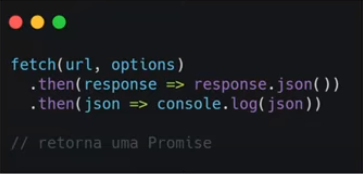 fetch(url, options)
.then(response => response.json())
.then(json => console.log(json))
// retorna uma Promise